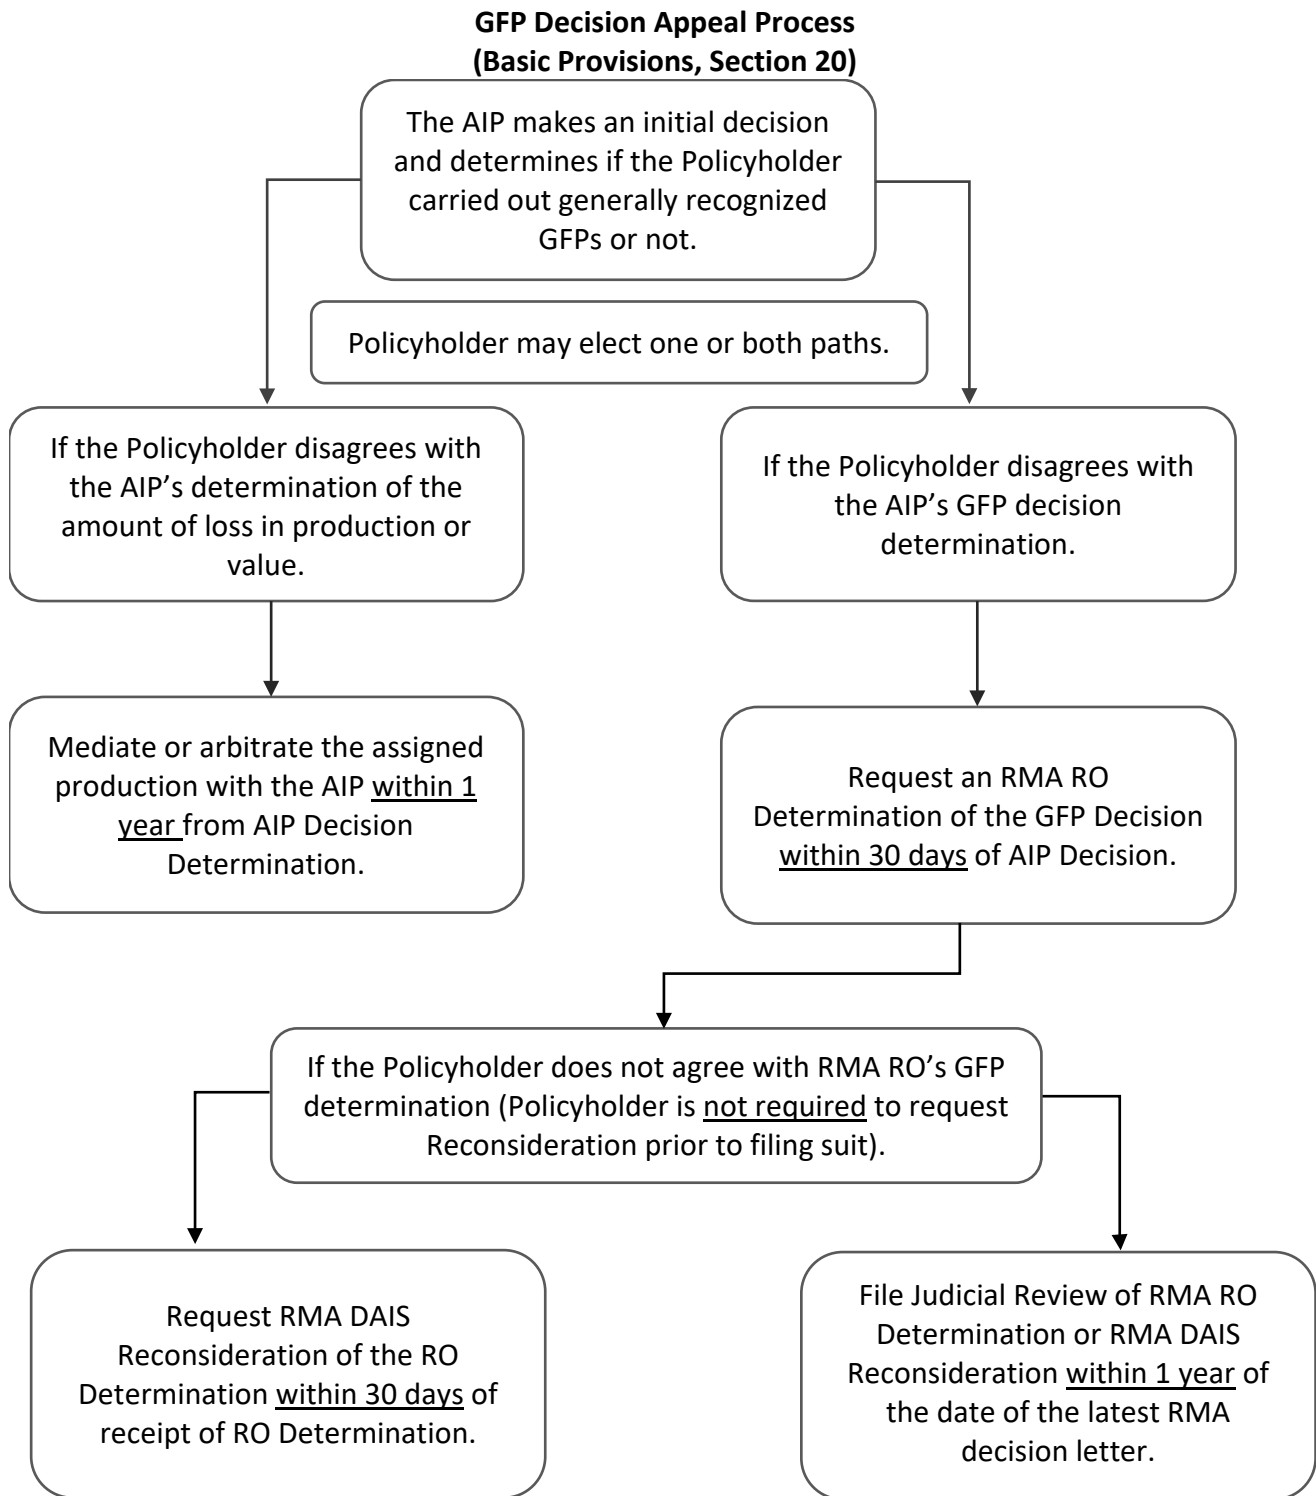 GFP Decision Appeal Process
(Basic Provisions, Section 20)
The AIP makes an initial decision
and determines if the Policyholder
carried out generally recognized
GFPs or not.
Policyholder may elect one or both paths.
If the Policyholder disagrees with
the AIP’s determination of the
amount of loss in production or
value.
If the Policyholder disagrees with
the AIP’s GFP decision
determination.
Mediate or arbitrate the assigned
production with the AIP within 1
year from AIP Decision
Determination.
Request an RMA RO
Determination of the GFP Decision
within 30 days of AIP Decision.
If the Policyholder does not agree with RMA RO’s GFP
determination (Policyholder is not required to request
Reconsideration prior to filing suit).
Request RMA DAIS
Reconsideration of the RO
Determination within 30 days of
receipt of RO Determination.
File Judicial Review of RMA RO
Determination or RMA DAIS
Reconsideration within 1 year of
the date of the latest RMA
decision letter.